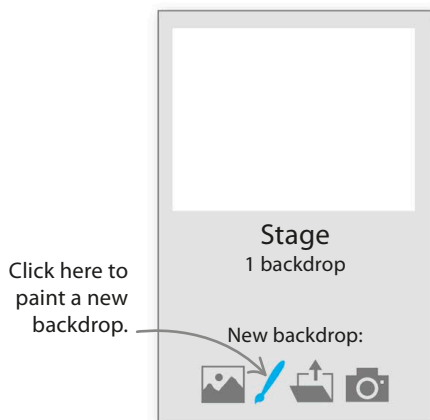 Stage
1 backdrop
Click here to
paint a new
backdrop.
New backdrop: